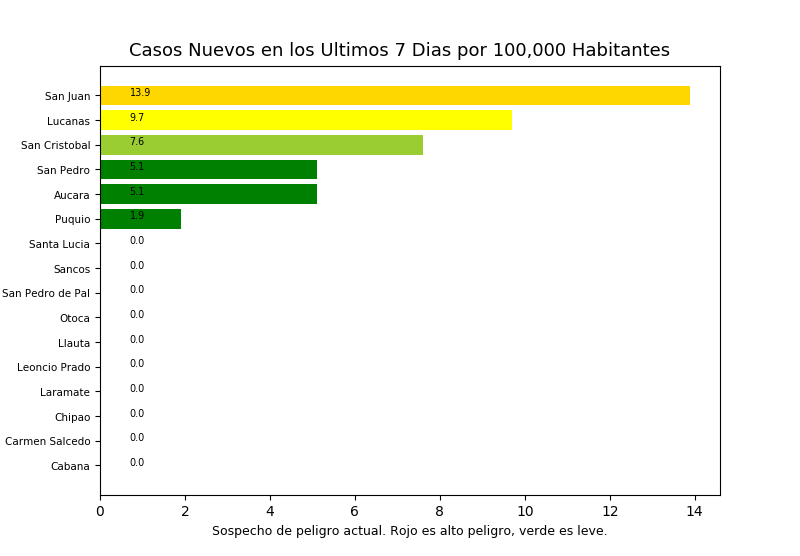 Casos Nuevos en los Ultimos 7 Dias por 100,000 Habitantes
San Juan 13.9
Lucanas 9.7
San Cristobal 7.6
San Pedro 5.1
Aucara 5.1
Puquio 1.9
Santa Lucia 0.0
Sancos 0.0
San Pedro de Pal 0.0
Otoca 0.0
Llauta 0.0
Leoncio Prado 0.0
Laramate 0.0
Chipao 0.0
Carmen Salcedo 0.0
Cabana 0.0
0 2 4 6 8 10 12 14
Sospecho de peligro actual. Rojo es alto peligro, verde es leve.